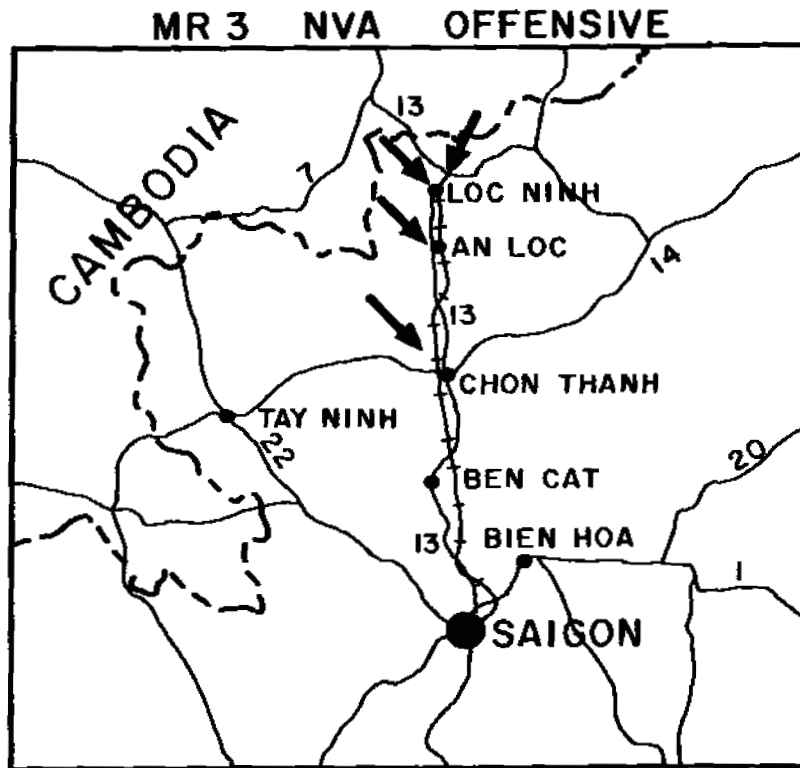 MR 3 NVA OFFENSIVE
13
CAMBODIA
7
LOC NINH
AN LOC
14
13
CHON THANH
TAY NINH
22
BEN CAT
20
13
BIEN HOA
1
SAIGON